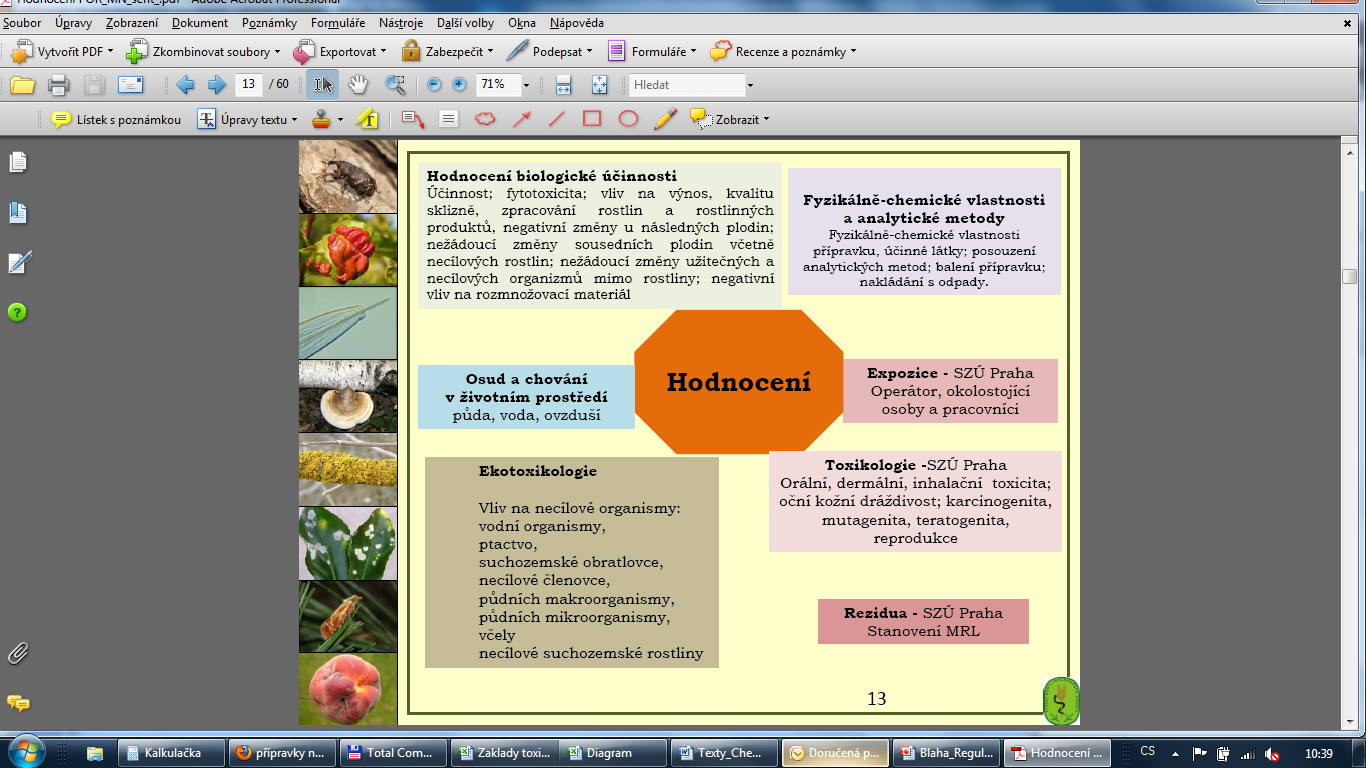 Hodnocení POR_MN_sent_.pdf - Adobe Acrobat Professional
Soubor Úpravy Zobrazení Dokument Poznámky Formuláře Nástroje Další volby Okna Nápověda
Vytvořit PDF Zkombinovat soubory Exportovat Zabezpečit Podepsat Formuláře Recenze a poznámky
13 / 60 71% Hledat
Lístek s poznámkou Úpravy textu Zobrazit
Hodnocení biologické účinnosti
Účinnost; fytotoxicita; vliv na výnos, kvalitu
sklizně, zpracování rostlin a rostlinných
produktů, negativní změny u následných plodin;
nežádoucí změny sousedních plodin včetně
necílových rostlin; nežádoucí změny užitečných a
necílových organizmů mimo rostliny; negativní
vliv na rozmnožovací materiál
Fyzikálně-chemické vlastnosti
a analytické metody
Fyzikálně-chemické vlastnosti
přípravku, účinné látky; posouzení
analytických metod; balení přípravku;
nakládání s odpady.
Hodnocení
Osud a chování
v životním prostředí
půda, voda, ovzduší
Expozice - SZÚ Praha
Operátor, okolostojící
osoby a pracovníci
Ekotoxikologie
Vliv na necílové organismy:
vodní organismy,
ptactvo,
suchozemské obratlovce,
necílové členovce,
půdních makroorganismy,
půdních mikroorganismy,
včely
necílové suchozemské rostliny
Toxikologie -SZÚ Praha
Orální, dermální, inhalační toxicita;
oční kožní dráždivost; karcinogenita,
mutagenita, teratogenita,
reprodukce
Rezidua - SZÚ Praha
Stanovení MRL
13
Kalkulačka přípravky n... Total Com... Zaklady toxi... Diagram Texty_Che... Doručená p... Blaha_Regul... Hodnocení ... CS 10:39